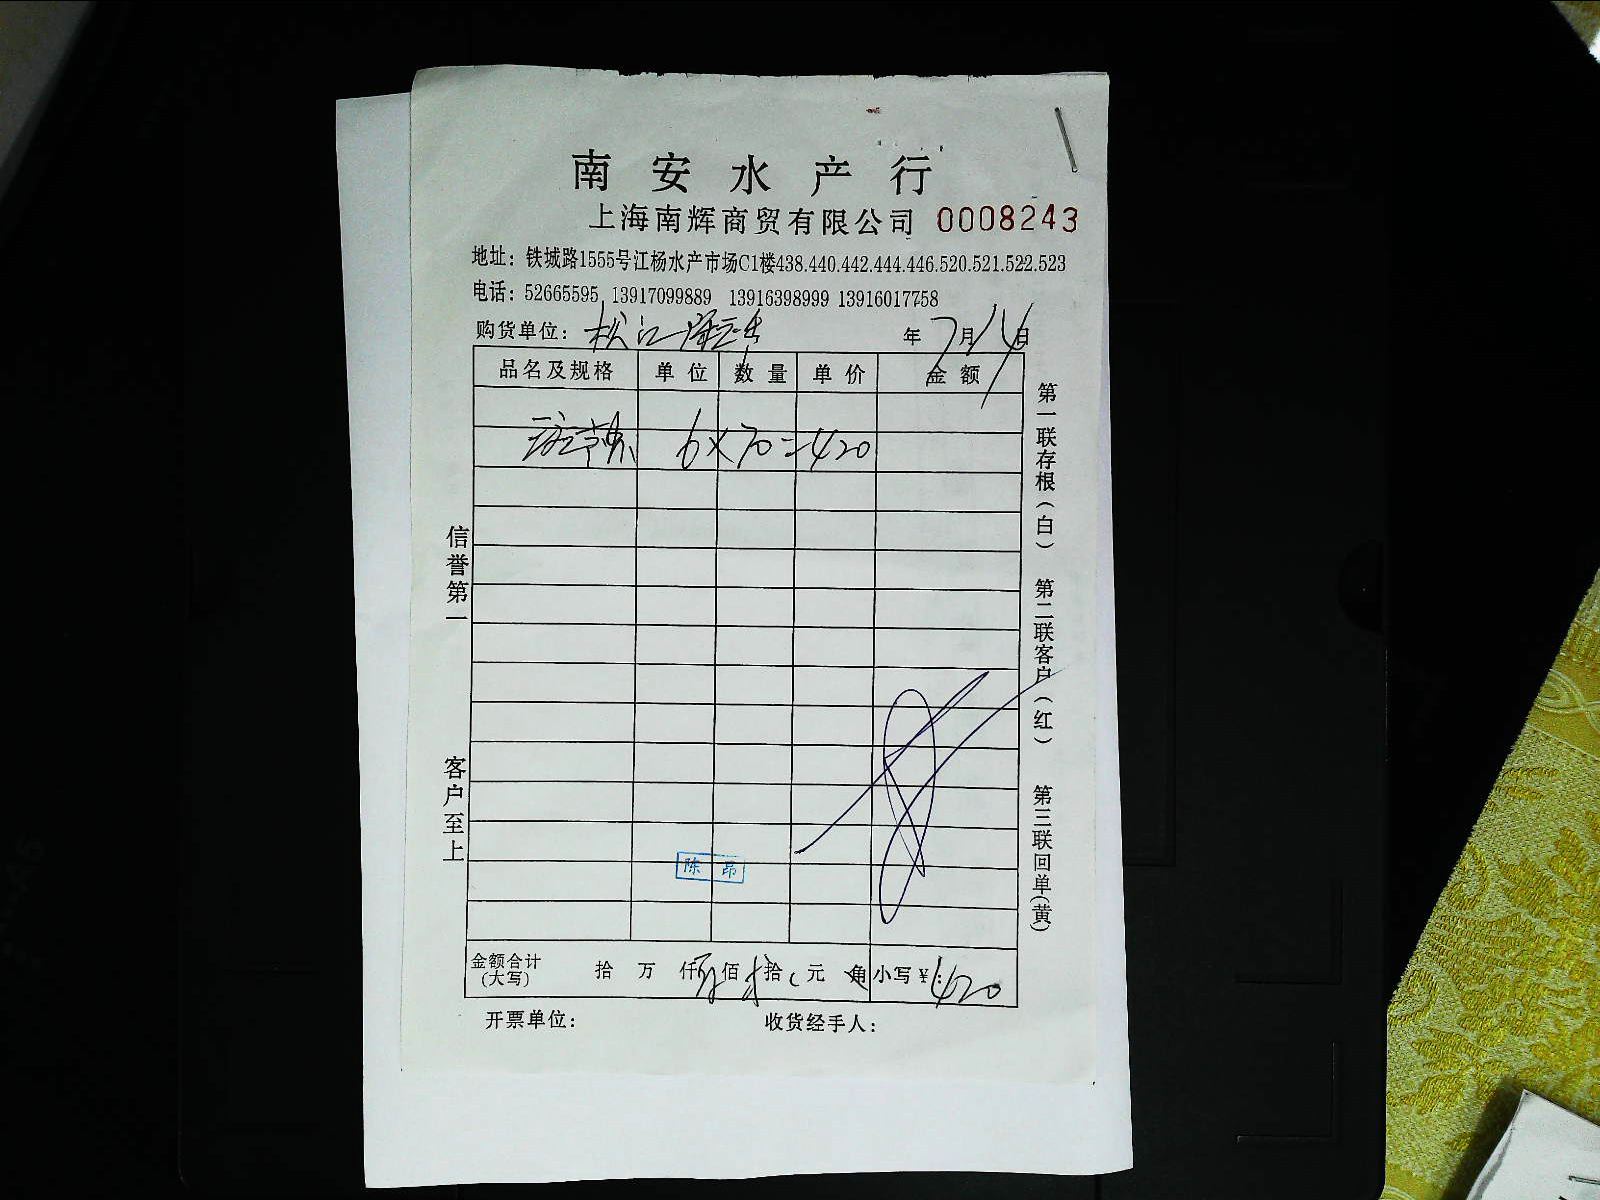 南安水产行
上海南辉商贸有限公司 0008243
地址：铁城路1555号江杨水产市场C1楼438.440.442.444.446.520.521.522.523
电话：52665595 13917099889 13916398999 13916017758
购货单位：松江 年7月14日
品名及规格 单位 数量 单价 金额
6×70=420
第一联存根（白） 第二联客户（红） 第三联回单（黄）
信誉第一
客户至上
陈昂
金额合计（大写） 拾 万 仟 佰 拾 元 角 小写￥：420
开票单位： 收货经手人：